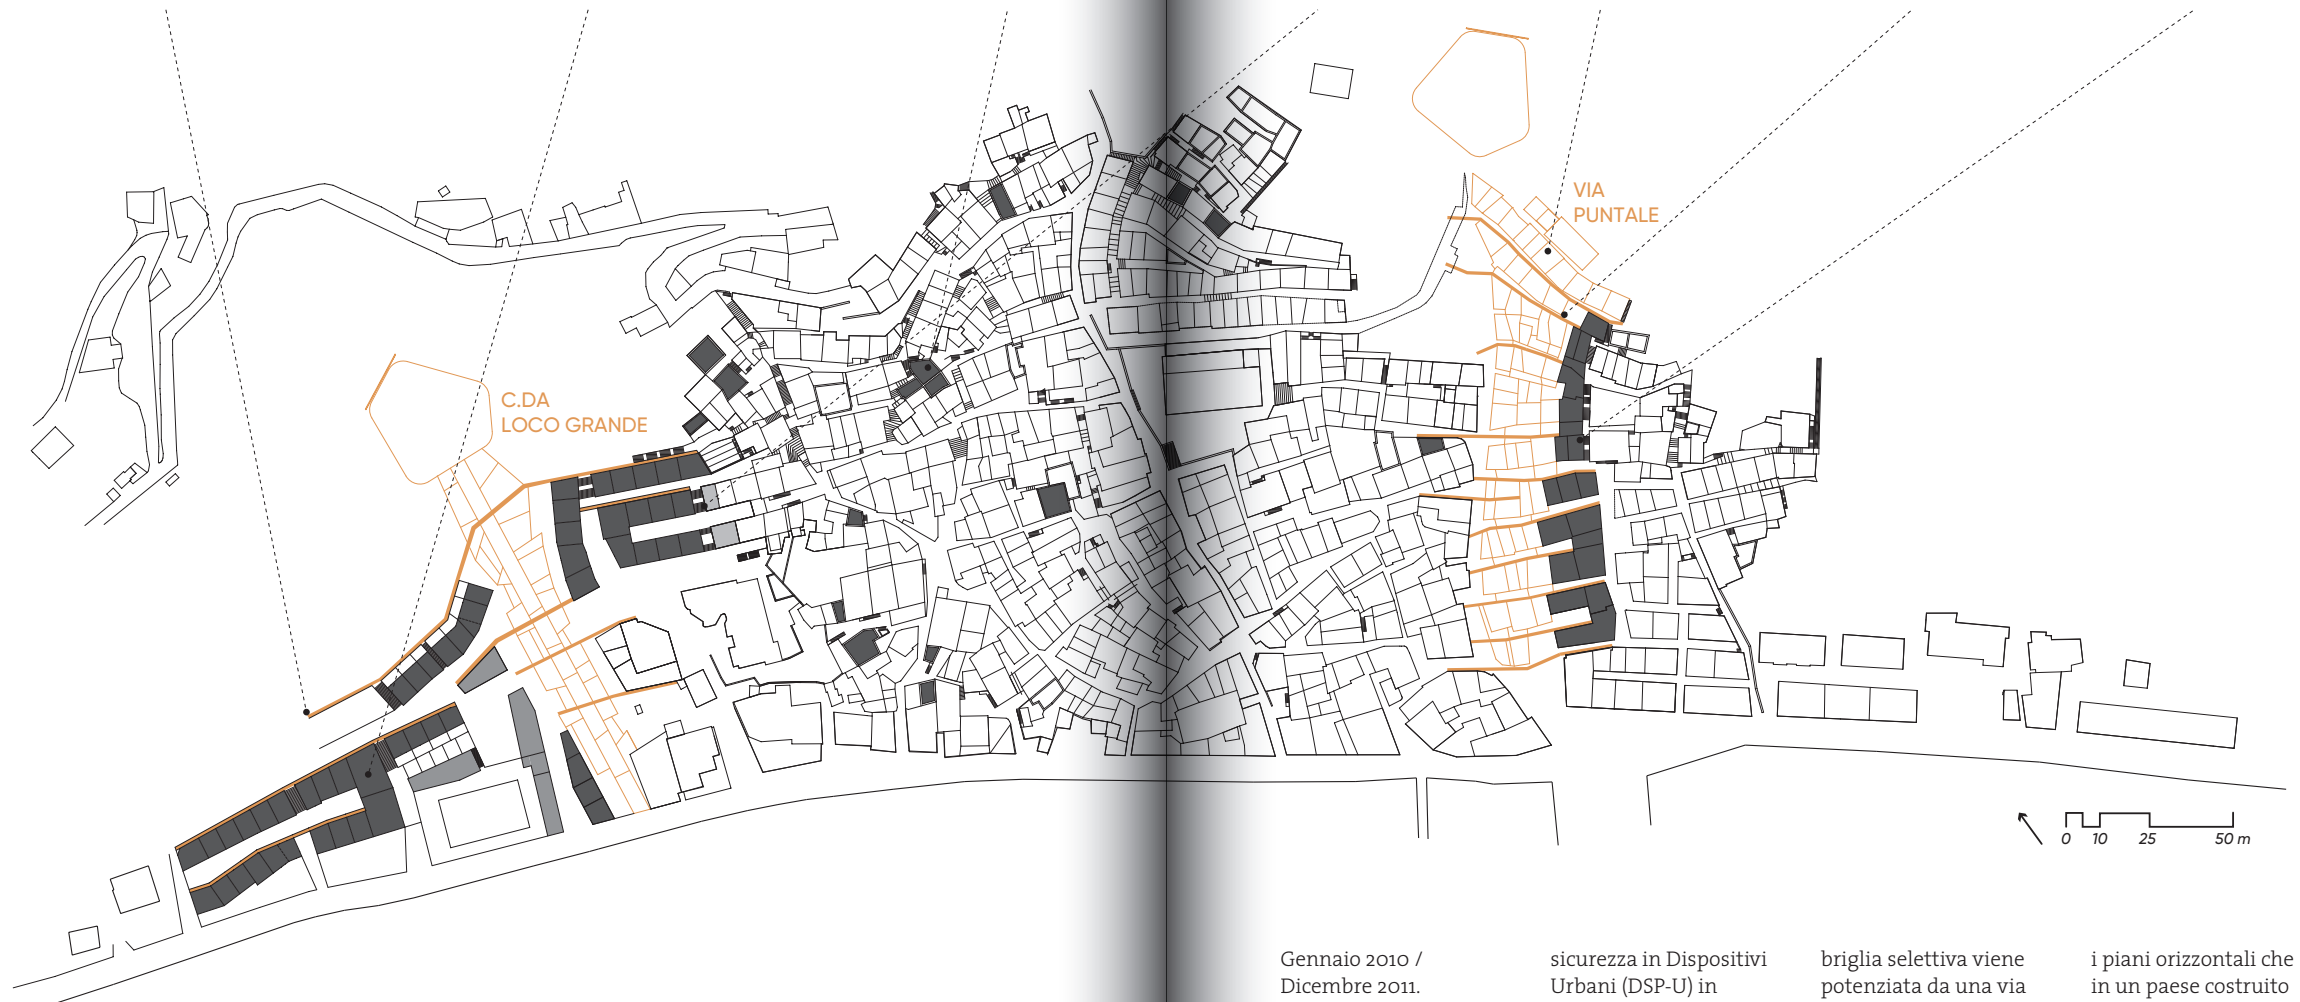 VIA
PUNTALE
C.DA
LOCO GRANDE
0 10 25 50 m
Gennaio 2010 /
Dicembre 2011.
sicurezza in Dispositivi
Urbani (DSP-U) in
briglia selettiva viene
potenziata da una via
i piani orizzontali che
in un paese costruito